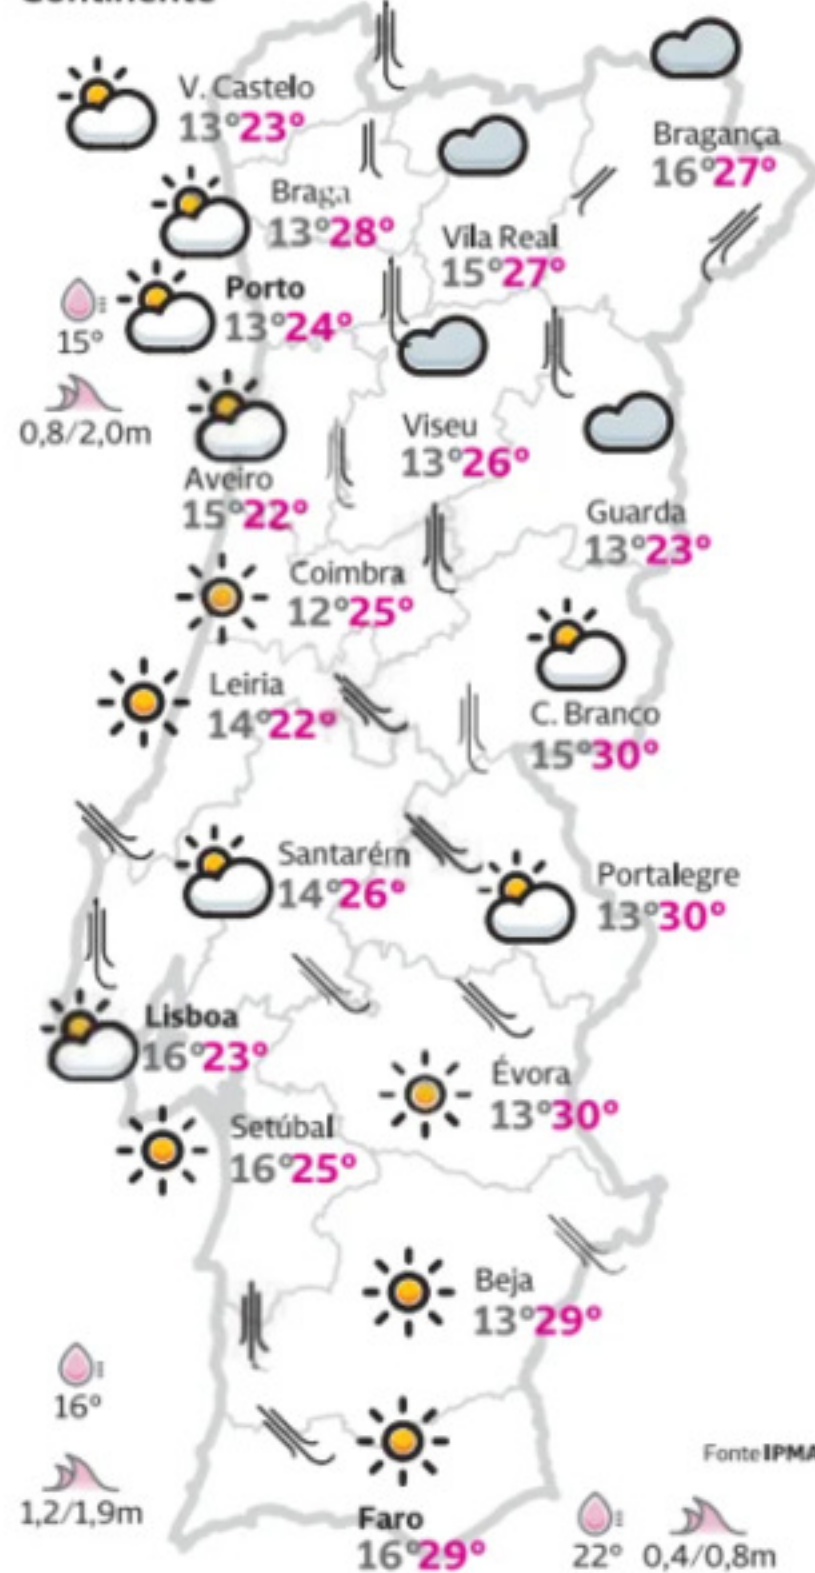 Continente
V. Castelo
13° 23°
Bragança
16° 27°
Braga
13° 28°
Vila Real
15° 27°
Porto
13° 24°
15°
0,8/2,0m
Viseu
13° 26°
Aveiro
15° 22°
Guarda
13° 23°
Coimbra
12° 25°
Leiria
14° 22°
C. Branco
15° 30°
Santarém
14° 26°
Portalegre
13° 30°
Lisboa
16° 23°
Évora
13° 30°
Setúbal
16° 25°
Beja
13° 29°
16°
1,2/1,9m
Fonte IPMA
Faro
16° 29°
22° 0,4/0,8m